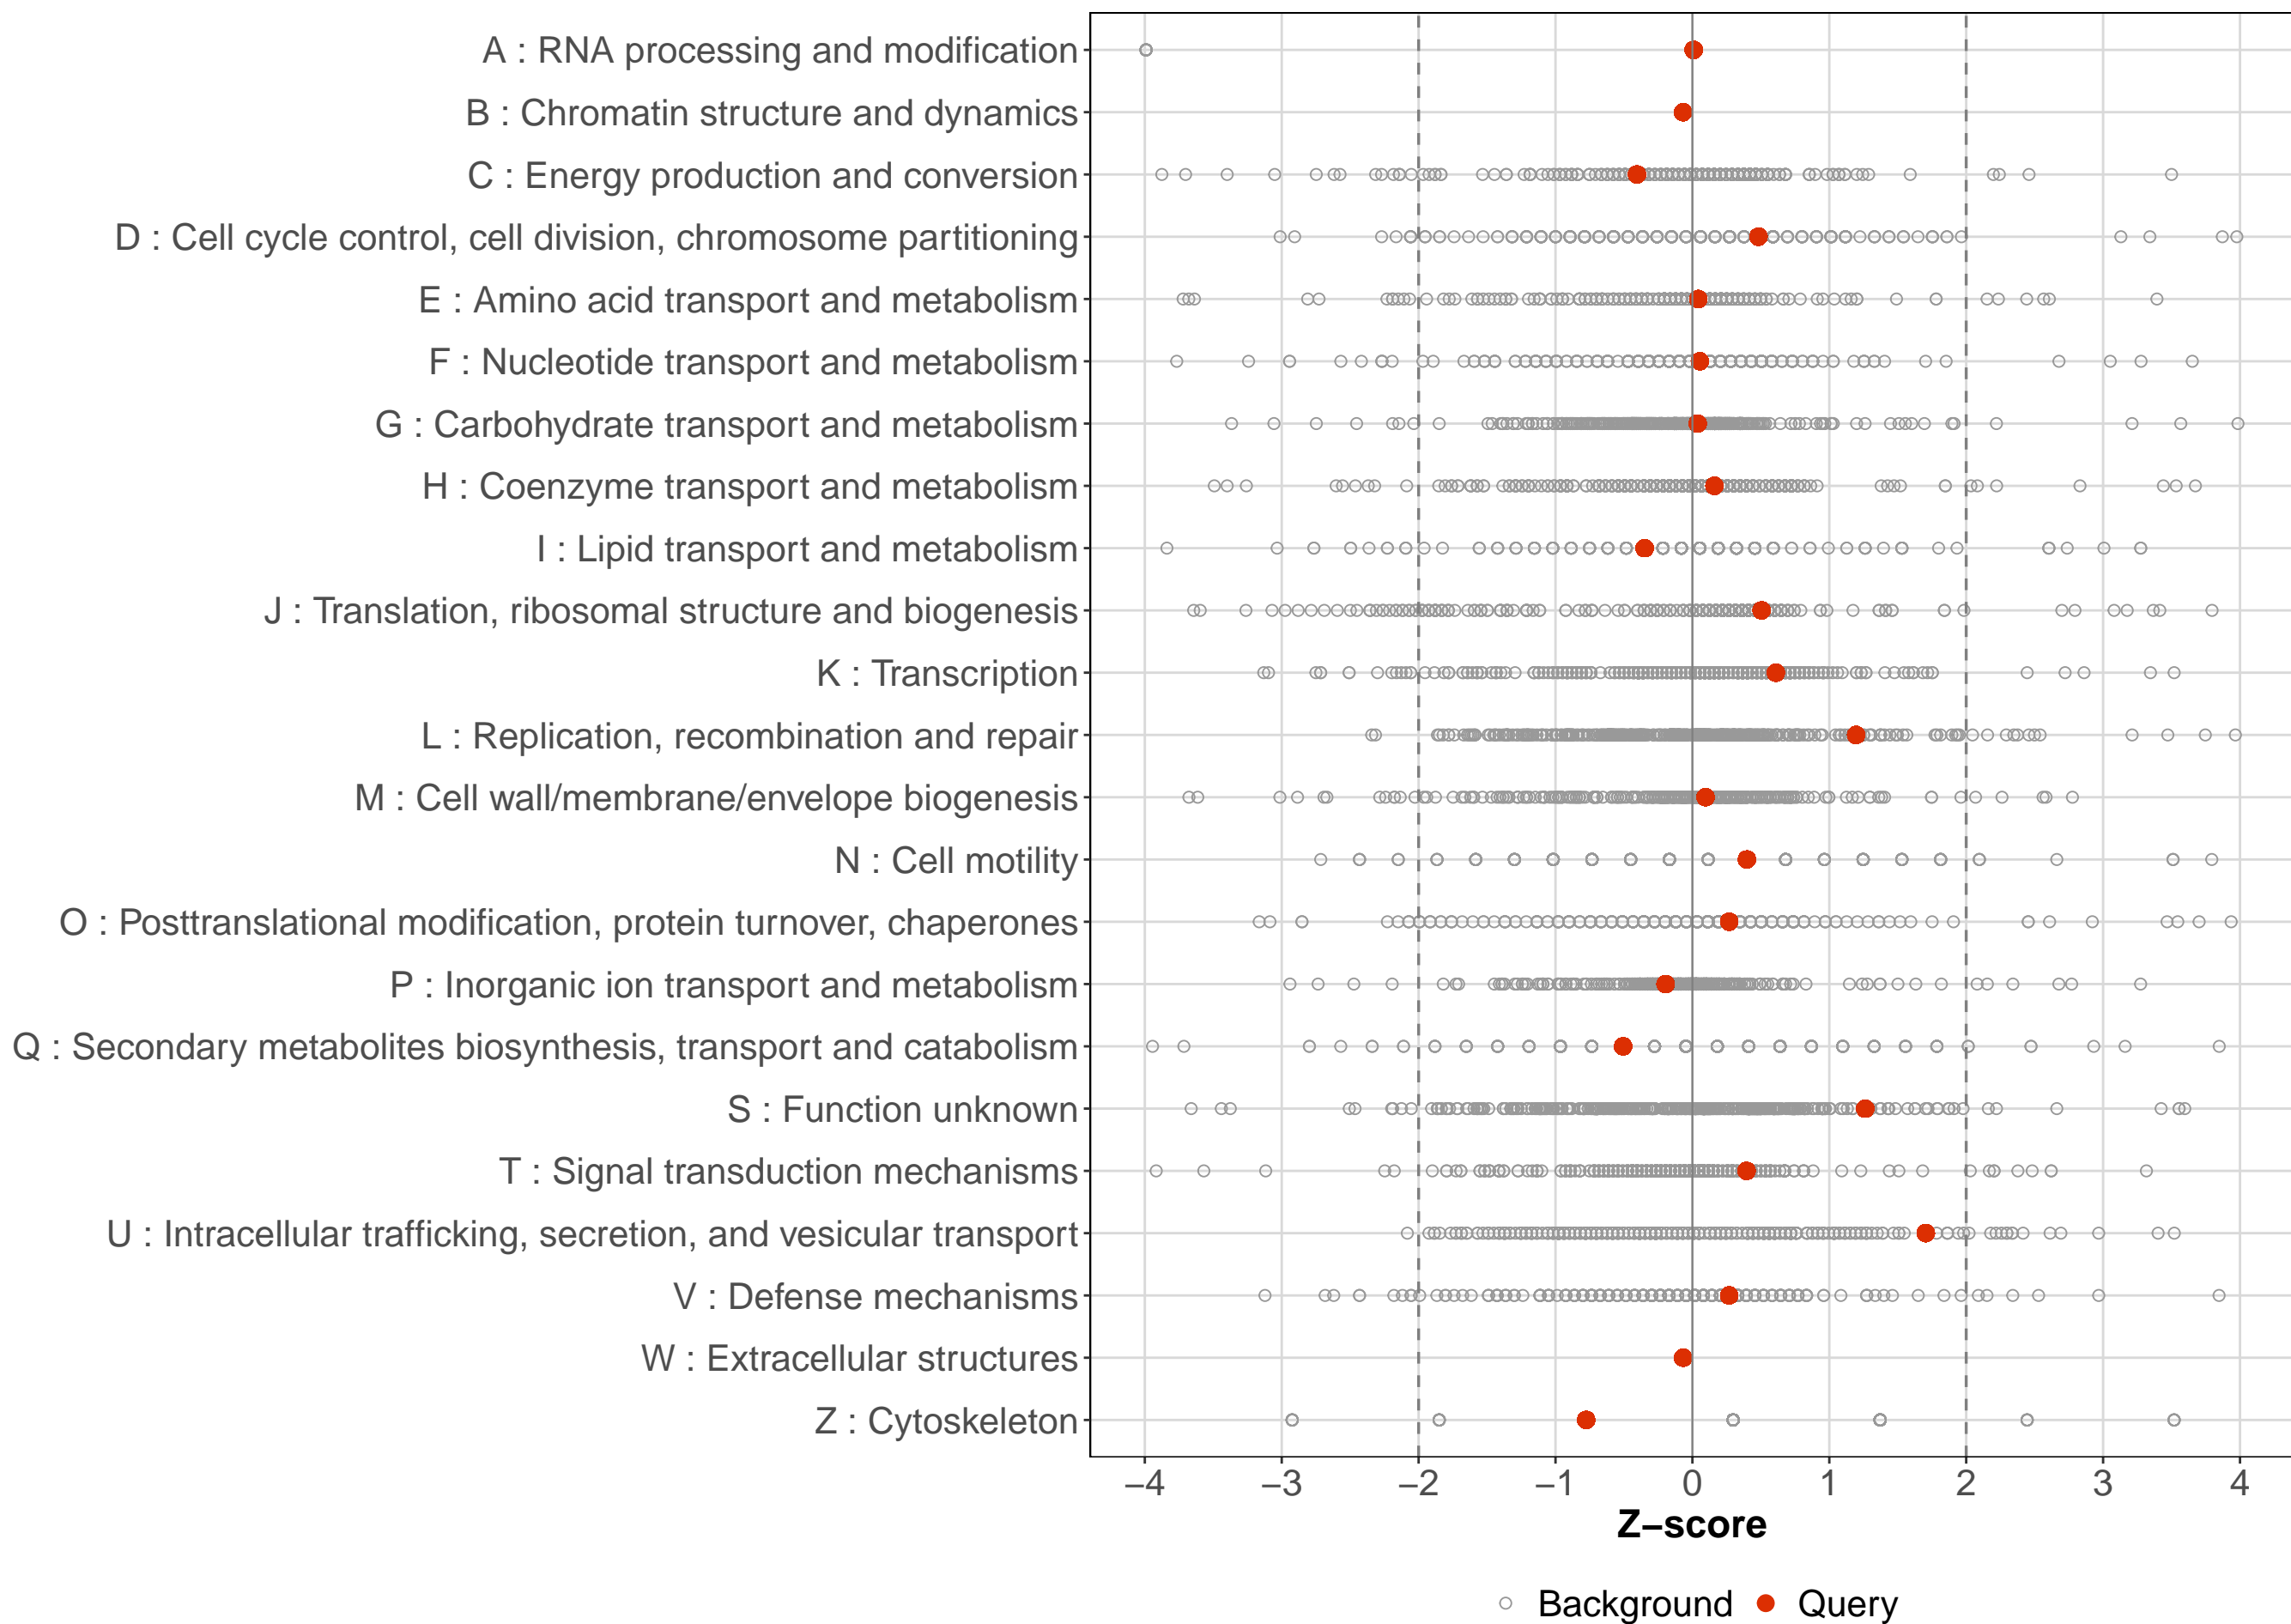 A : RNA processing and modification
B : Chromatin structure and dynamics
C : Energy production and conversion
D : Cell cycle control, cell division, chromosome partitioning
E : Amino acid transport and metabolism
F : Nucleotide transport and metabolism
G : Carbohydrate transport and metabolism
H : Coenzyme transport and metabolism
I : Lipid transport and metabolism
J : Translation, ribosomal structure and biogenesis
K : Transcription
L : Replication, recombination and repair
M : Cell wall/membrane/envelope biogenesis
N : Cell motility
O : Posttranslational modification, protein turnover, chaperones
P : Inorganic ion transport and metabolism
Q : Secondary metabolites biosynthesis, transport and catabolism
S : Function unknown
T : Signal transduction mechanisms
U : Intracellular trafficking, secretion, and vesicular transport
V : Defense mechanisms
W : Extracellular structures
Z : Cytoskeleton
−4 −3 −2 −1 0 1 2 3 4
Z−score
Background Query